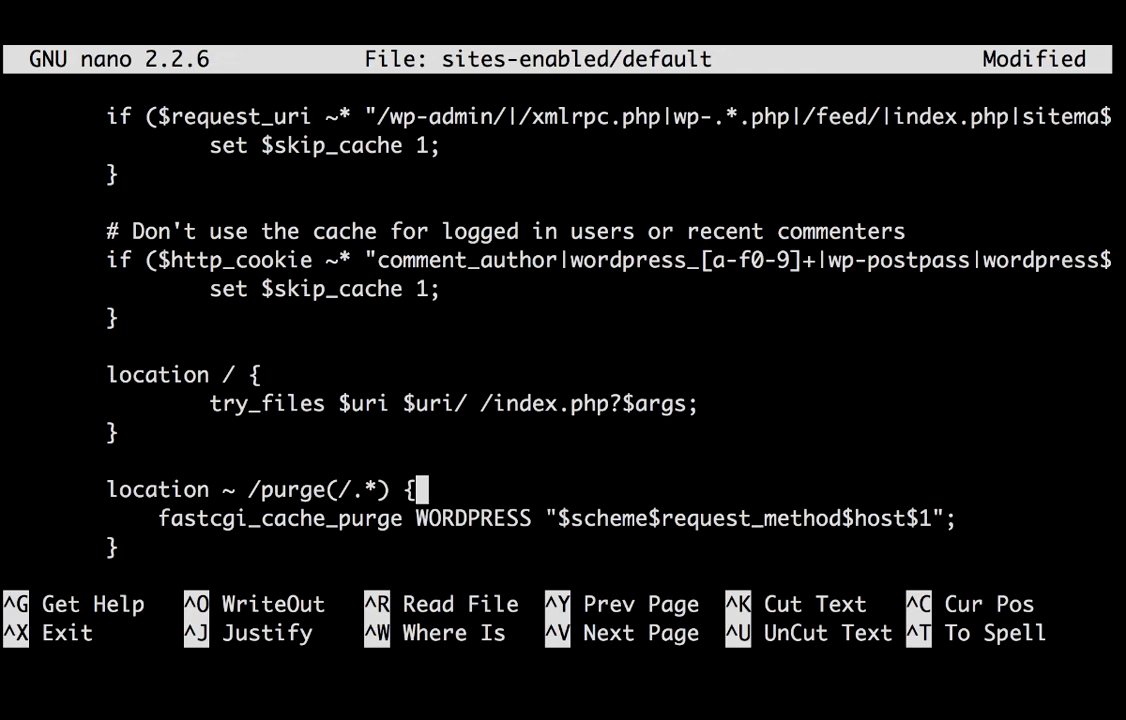 GNU nano 2.2.6 File: sites-enabled/default Modified
if ($request_uri ~* "/wp-admin/|/xmlrpc.php|wp-.*.php|/feed/|index.php|sitema$
set $skip_cache 1;
}
# Don't use the cache for logged in users or recent commenters
if ($http_cookie ~* "comment_author|wordpress_[a-f0-9]+|wp-postpass|wordpress$
set $skip_cache 1;
}
location / {
try_files $uri $uri/ /index.php?$args;
}
location ~ /purge(/.*) {
fastcgi_cache_purge WORDPRESS "$scheme$request_method$host$1";
}
^G Get Help ^O WriteOut ^R Read File ^Y Prev Page ^K Cut Text ^C Cur Pos
^X Exit ^J Justify ^W Where Is ^V Next Page ^U UnCut Text ^T To Spell